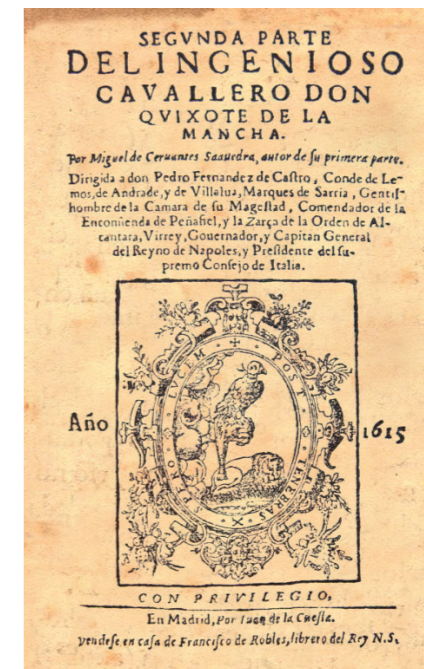 SEGVNDA PARTE
DEL INGENIOSO
CAVALLERO DON
QVIXOTE DE LA
MANCHA.
Por Miguel de Ceruantes Saauedra, autor de su primera parte.
Dirigida a don Pedro Fernandez de Castro, Conde de Le-
mos, de Andrade, y de Villalua, Marques de Sarria, Gentil-
hombre de la Camara de su Magestad, Comendador de la
Encomienda de Peñafiel, y la Zarça de la Orden de Al-
cantara, Virrey, Gouernador, y Capitan General
del Reyno de Napoles, y Presidente del su-
premo Consejo de Italia.
POST TENEBRAS SPERO LVCEM
Año 1615
CON PRIVILEGIO,
En Madrid, Por Iuan de la Cuesta.
vendese en casa de Francisco de Robles, librero del Rey N.S.